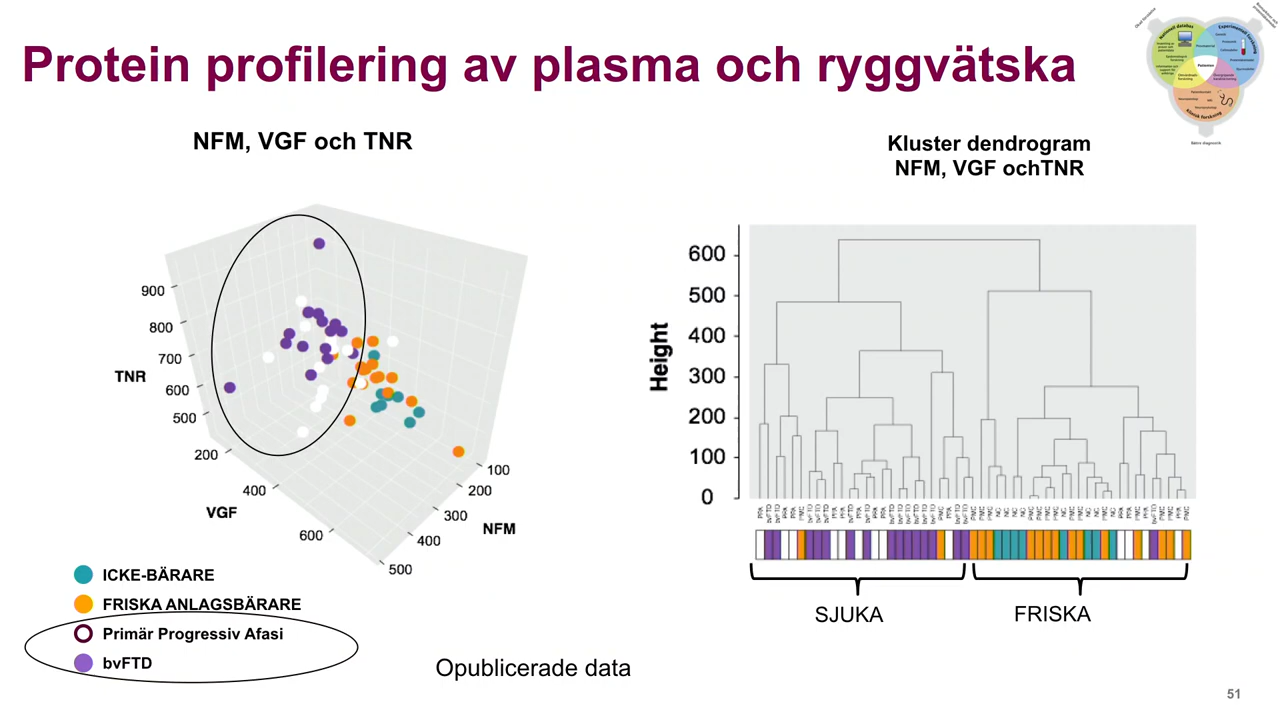 Protein profilering av plasma och ryggvätska
NFM, VGF och TNR
Kluster dendrogram
NFM, VGF ochTNR
900
800
700
600
500
TNR
200
400
600
VGF
100
200
300
400
500
NFM
600
500
400
300
200
100
0
Height
SJUKA
FRISKA
ICKE-BÄRARE
FRISKA ANLAGSBÄRARE
Primär Progressiv Afasi
bvFTD
Opublicerade data
51